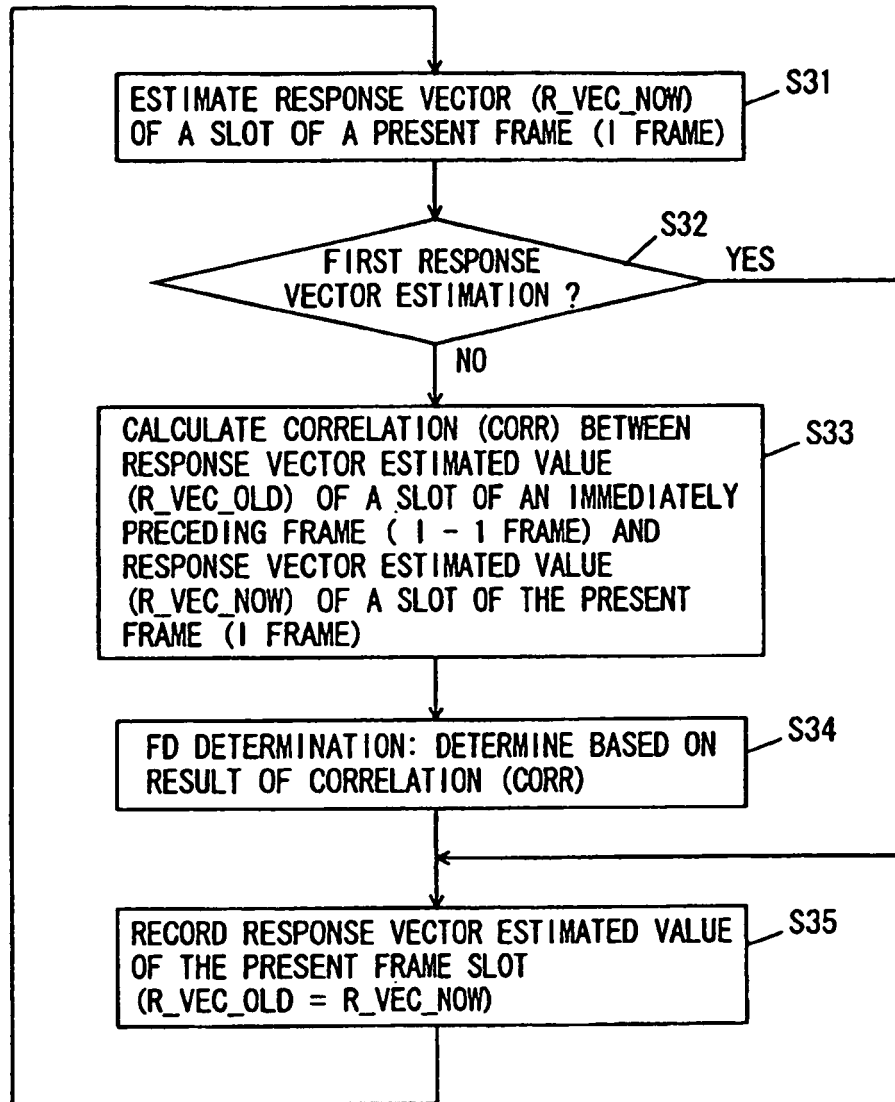 ESTIMATE RESPONSE VECTOR (R_VEC_NOW)
OF A SLOT OF A PRESENT FRAME (I FRAME)
S31
FIRST RESPONSE
VECTOR ESTIMATION ?
S32
YES
NO
CALCULATE CORRELATION (CORR) BETWEEN
RESPONSE VECTOR ESTIMATED VALUE
(R_VEC_OLD) OF A SLOT OF AN IMMEDIATELY
PRECEDING FRAME ( I - 1 FRAME) AND
RESPONSE VECTOR ESTIMATED VALUE
(R_VEC_NOW) OF A SLOT OF THE PRESENT
FRAME (I FRAME)
S33
FD DETERMINATION: DETERMINE BASED ON
RESULT OF CORRELATION (CORR)
S34
RECORD RESPONSE VECTOR ESTIMATED VALUE
OF THE PRESENT FRAME SLOT
(R_VEC_OLD = R_VEC_NOW)
S35